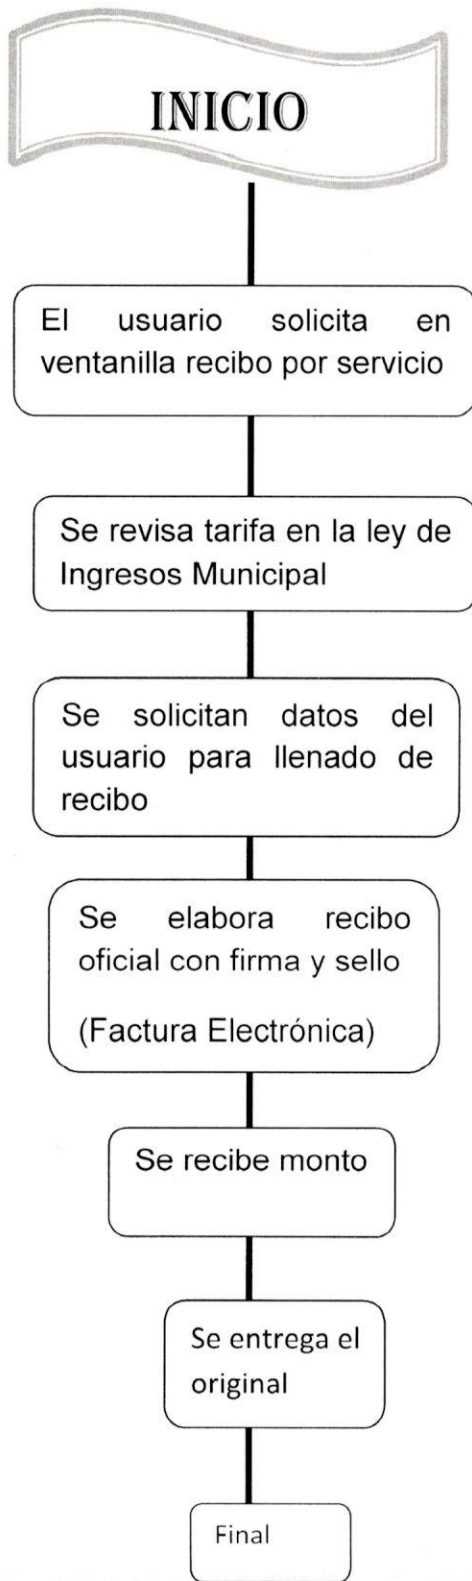 INICIO
El usuario solicita en
ventanilla recibo por servicio
Se revisa tarifa en la ley de
Ingresos Municipal
Se solicitan datos del
usuario para llenado de
recibo
Se elabora recibo
oficial con firma y sello
(Factura Electrónica)
Se recibe monto
Se entrega el
original
Final